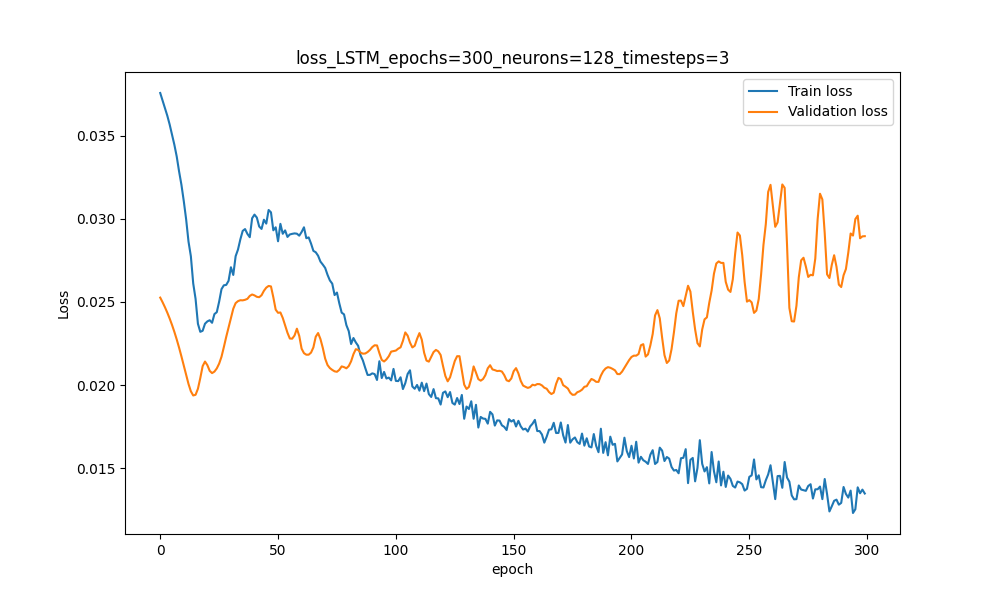 loss_LSTM_epochs=300_neurons=128_timesteps=3
Train loss
Validation loss
Loss
0.035
0.030
0.025
0.020
0.015
0 50 100 150 200 250 300
epoch